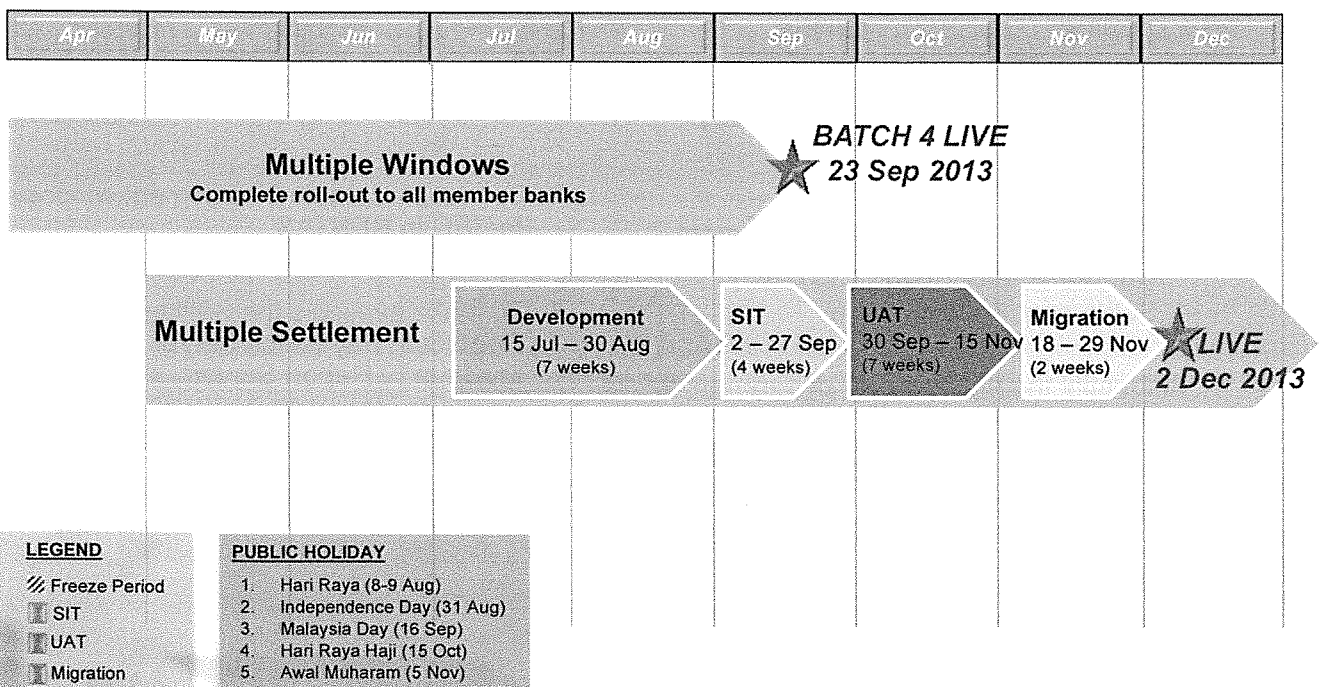 Apr May Jun Jul Aug Sep Oct Nov Dec
Multiple Windows
Complete roll-out to all member banks
BATCH 4 LIVE
23 Sep 2013
Multiple Settlement
Development
15 Jul – 30 Aug
(7 weeks)
SIT
2 – 27 Sep
(4 weeks)
UAT
30 Sep – 15 Nov
(7 weeks)
Migration
18 – 29 Nov
(2 weeks)
LIVE
2 Dec 2013
LEGEND
Freeze Period
SIT
UAT
Migration
PUBLIC HOLIDAY
1. Hari Raya (8-9 Aug)
2. Independence Day (31 Aug)
3. Malaysia Day (16 Sep)
4. Hari Raya Haji (15 Oct)
5. Awal Muharam (5 Nov)